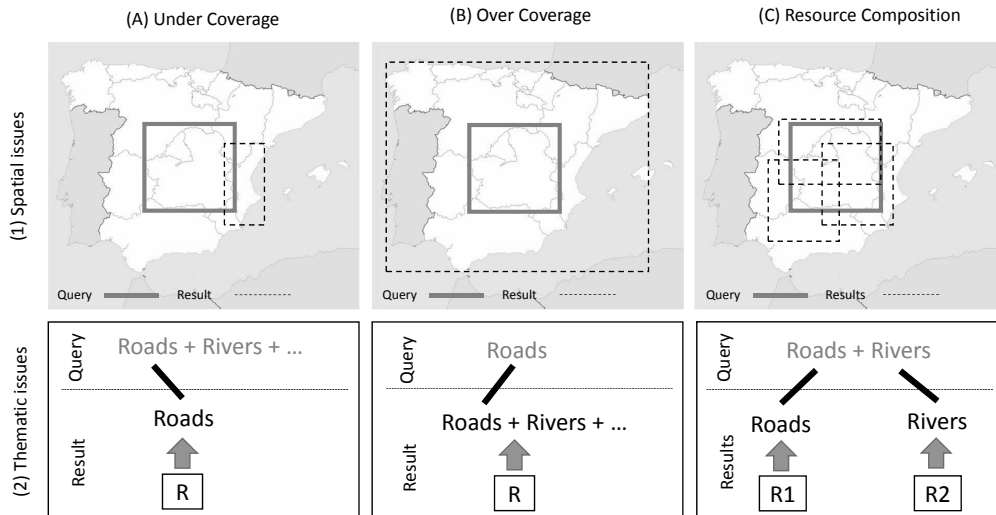 (A) Under Coverage
(B) Over Coverage
(C) Resource Composition
(1) Spatial issues
Query Result
Query Result
Query Results
(2) Thematic issues
Query
Roads + Rivers + ...
Result
Roads
R
Query
Roads
Result
Roads + Rivers + ...
R
Query
Roads + Rivers
Results
Roads Rivers
R1 R2